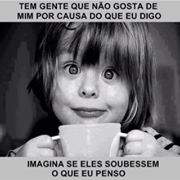 TEM GENTE QUE NÃO GOSTA DE
MIM POR CAUSA DO QUE EU DIGO
IMAGINA SE ELES SOUBESSEM
O QUE EU PENSO